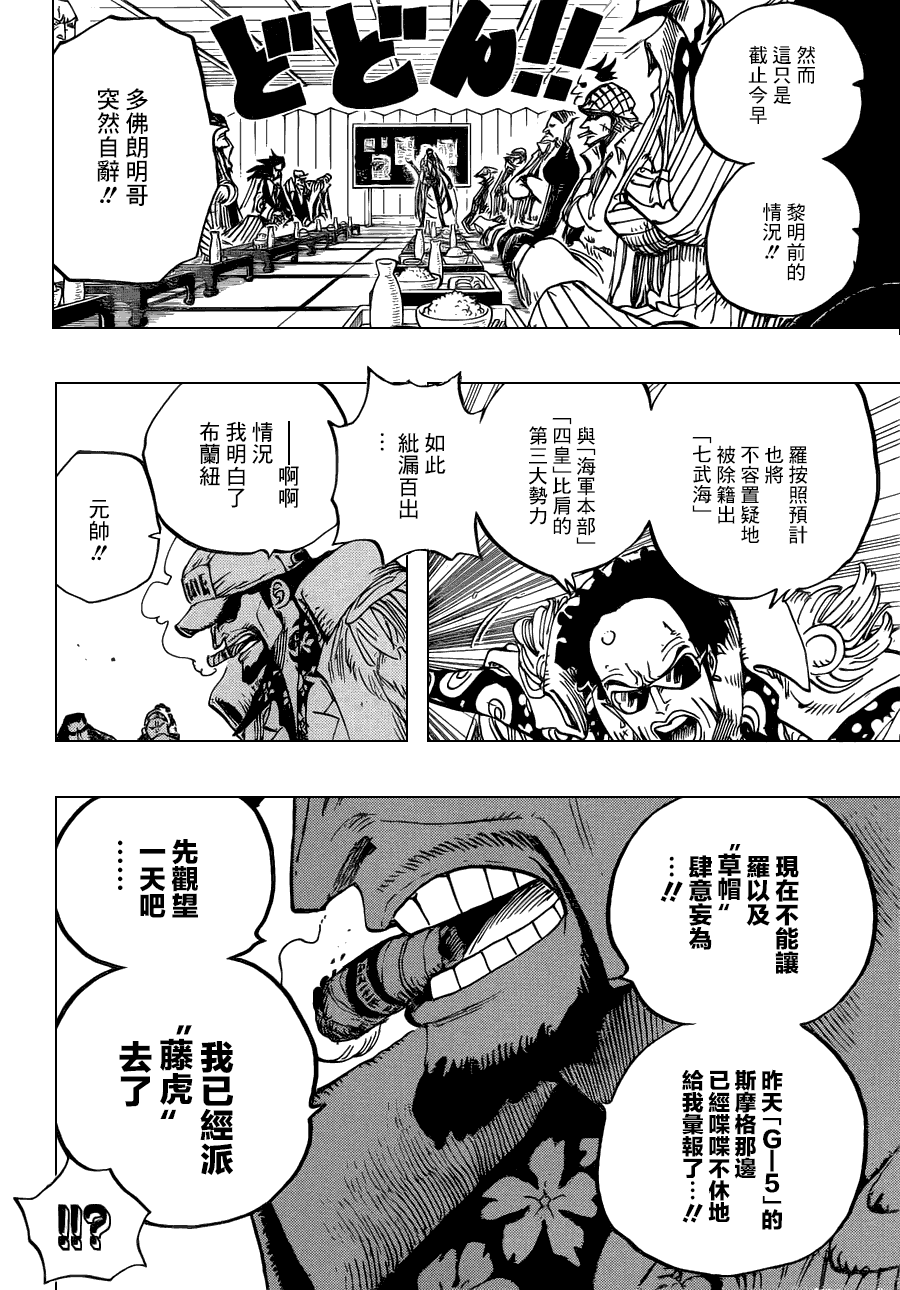 然而
這只是
截止今早
黎明前的
情況!!
どどん!!
多佛朗明哥
突然自辭!!
羅按照預計
也將
不容置疑地
被除籍出
「七武海」
與「海軍本部」
「四皇」比肩的
第三大勢力
如此
紕漏百出
…
——啊啊
情況
我明白了
布蘭紐
元帥!!
現在不能讓
羅以及
“草帽”
肆意妄為
…!!
昨天「G—5」的
斯摩格那邊
已經喋喋不休地
給我彙報了…!!
先觀望
一天吧
……
我已經派
“藤虎”
去了
!!?